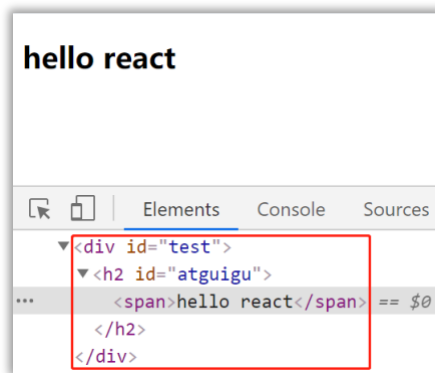 hello react
Elements Console Sources
▼<div id="test">
▼<h2 id="atguigu">
··· <span>hello react</span> == $0
</h2>
</div>